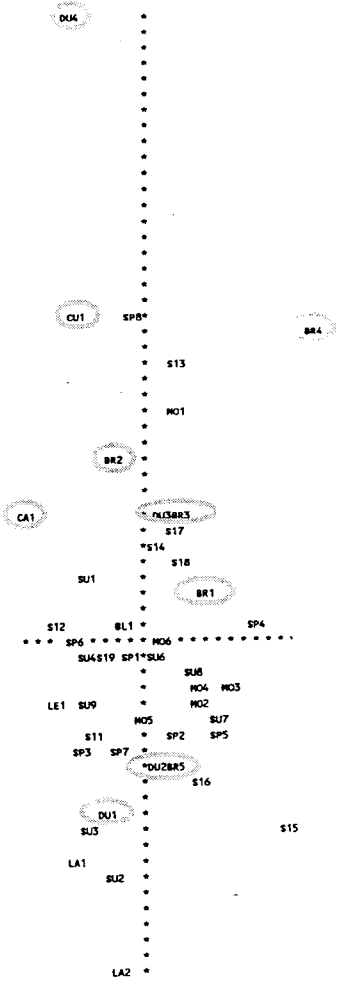 DU4
CU1 SP8
BR4
S13
MO1
BR2
CA1 DU3BR3
S17
S14
S18
SU1
BR1
S12 BL1 SP4
SP6 MO6
SU4S19 SP1 SU6
SU8
MO4 MO3
LE1 SU9 MO2
MO5 SU7
S11 SP2 SP5
SP3 SP7
DU2BR5
S16
DU1
SU3 S15
LA1
SU2
LA2